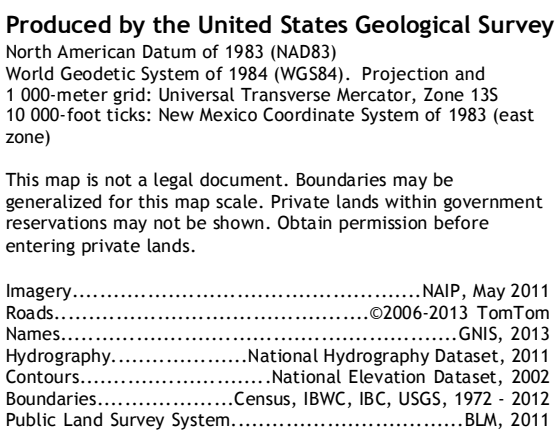 Produced by the United States Geological Survey
North American Datum of 1983 (NAD83)
World Geodetic System of 1984 (WGS84). Projection and
1 000-meter grid: Universal Transverse Mercator, Zone 13S
10 000-foot ticks: New Mexico Coordinate System of 1983 (east
zone)
This map is not a legal document. Boundaries may be
generalized for this map scale. Private lands within government
reservations may not be shown. Obtain permission before
entering private lands.
Imagery...................................................NAIP, May 2011
Roads..............................................©2006-2013 TomTom
Names..........................................................GNIS, 2013
Hydrography....................National Hydrography Dataset, 2011
Contours............................National Elevation Dataset, 2002
Boundaries.................Census, IBWC, IBC, USGS, 1972 - 2012
Public Land Survey System..................................BLM, 2011